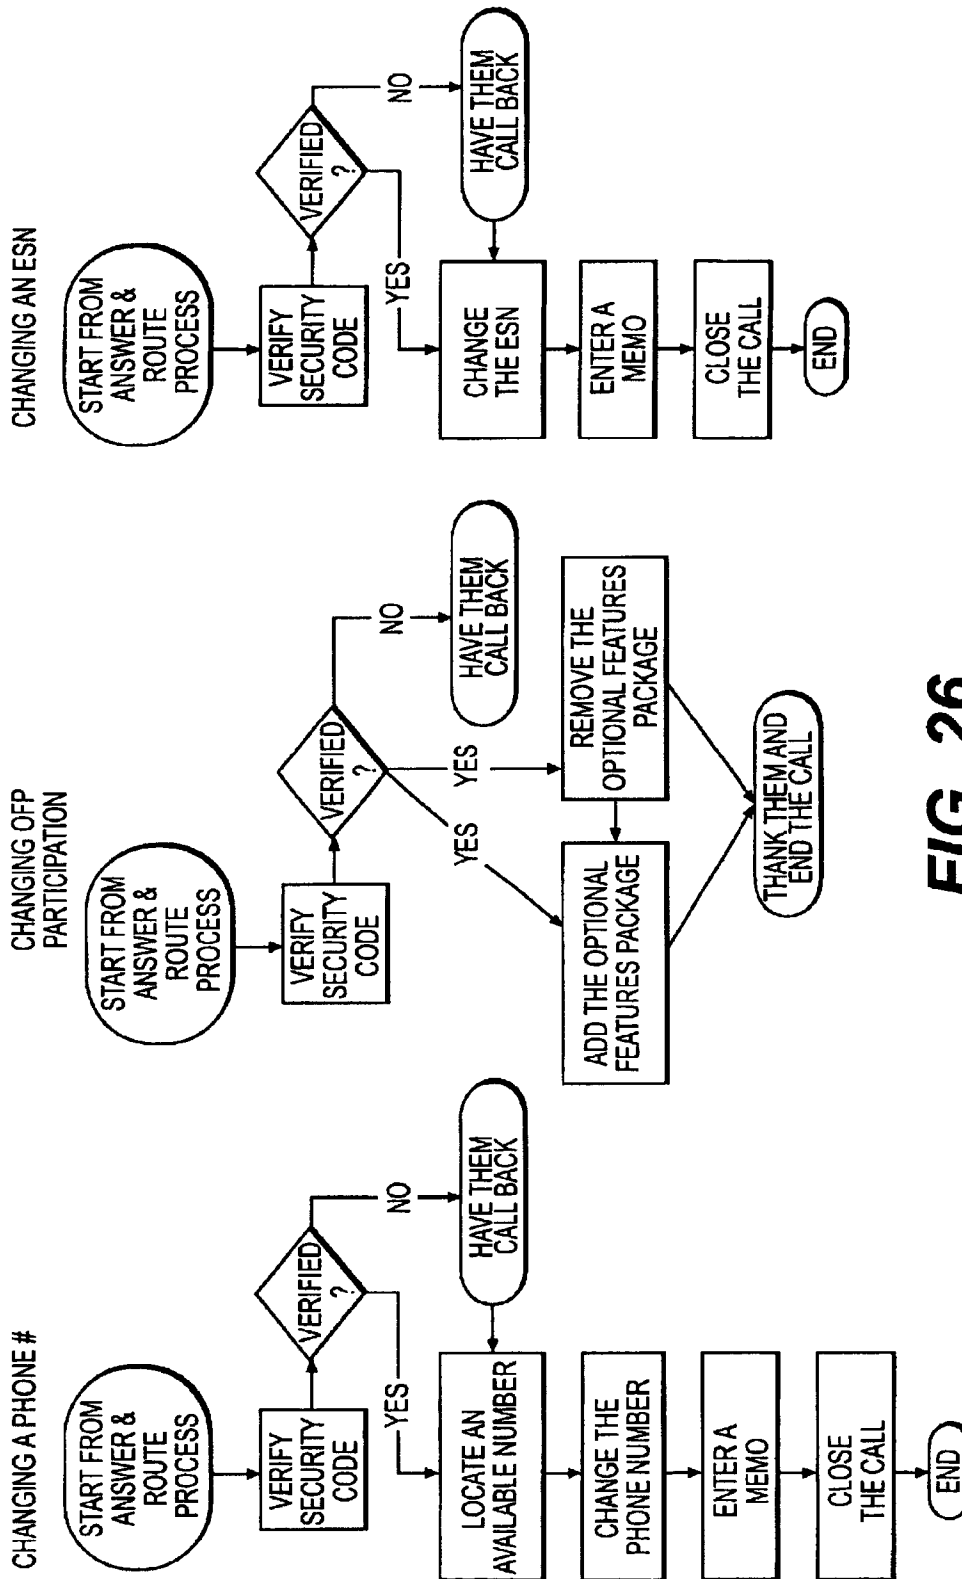 CHANGING A PHONE #
START FROM
ANSWER &
ROUTE
PROCESS
VERIFY
SECURITY
CODE
VERIFIED
?
NO
HAVE THEM
CALL BACK
YES
LOCATE AN
AVAILABLE NUMBER
CHANGE THE
PHONE NUMBER
ENTER A
MEMO
CLOSE
THE CALL
END
CHANGING OFP
PARTICIPATION
START FROM
ANSWER &
ROUTE
PROCESS
VERIFY
SECURITY
CODE
VERIFIED
?
NO
HAVE THEM
CALL BACK
YES
YES
ADD THE OPTIONAL
FEATURES PACKAGE
REMOVE THE
OPTIONAL FEATURES
PACKAGE
THANK THEM AND
END THE CALL
CHANGING AN ESN
START FROM
ANSWER &
ROUTE
PROCESS
VERIFY
SECURITY
CODE
VERIFIED
?
NO
HAVE THEM
CALL BACK
YES
CHANGE
THE ESN
ENTER A
MEMO
CLOSE
THE CALL
END
FIG. 26